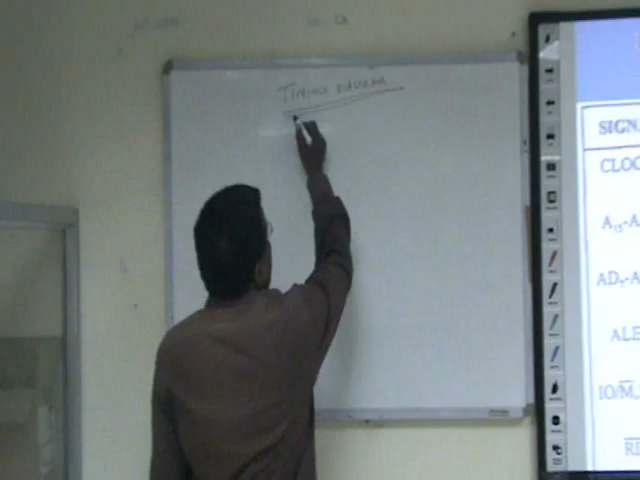 TIMING DIAGRAM
SIGN
CLOC
A₁₅-A
AD₇-A
ALE
IO/M̅,
R̅D̅